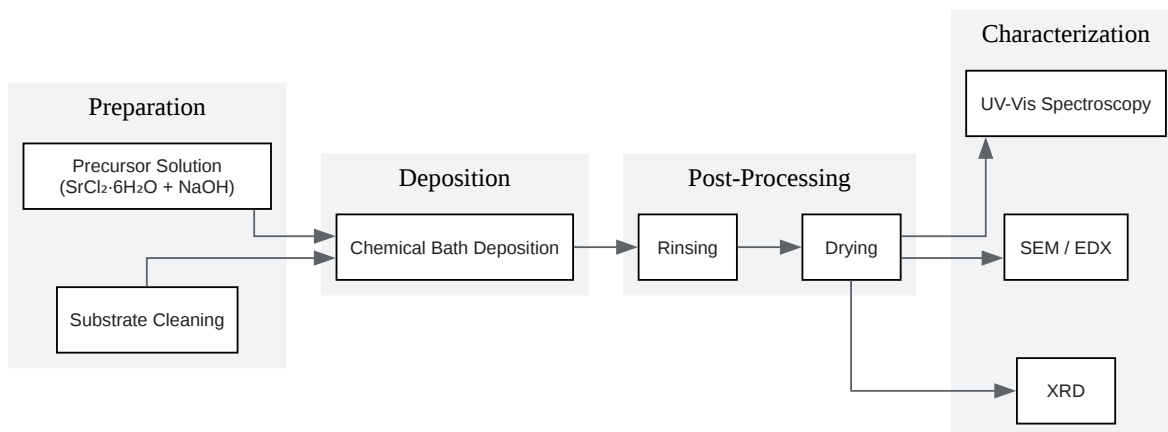 Preparation
Precursor Solution
(SrCl₂·6H₂O + NaOH)
Substrate Cleaning
Deposition
Chemical Bath Deposition
Post-Processing
Rinsing
Drying
Characterization
UV-Vis Spectroscopy
SEM / EDX
XRD